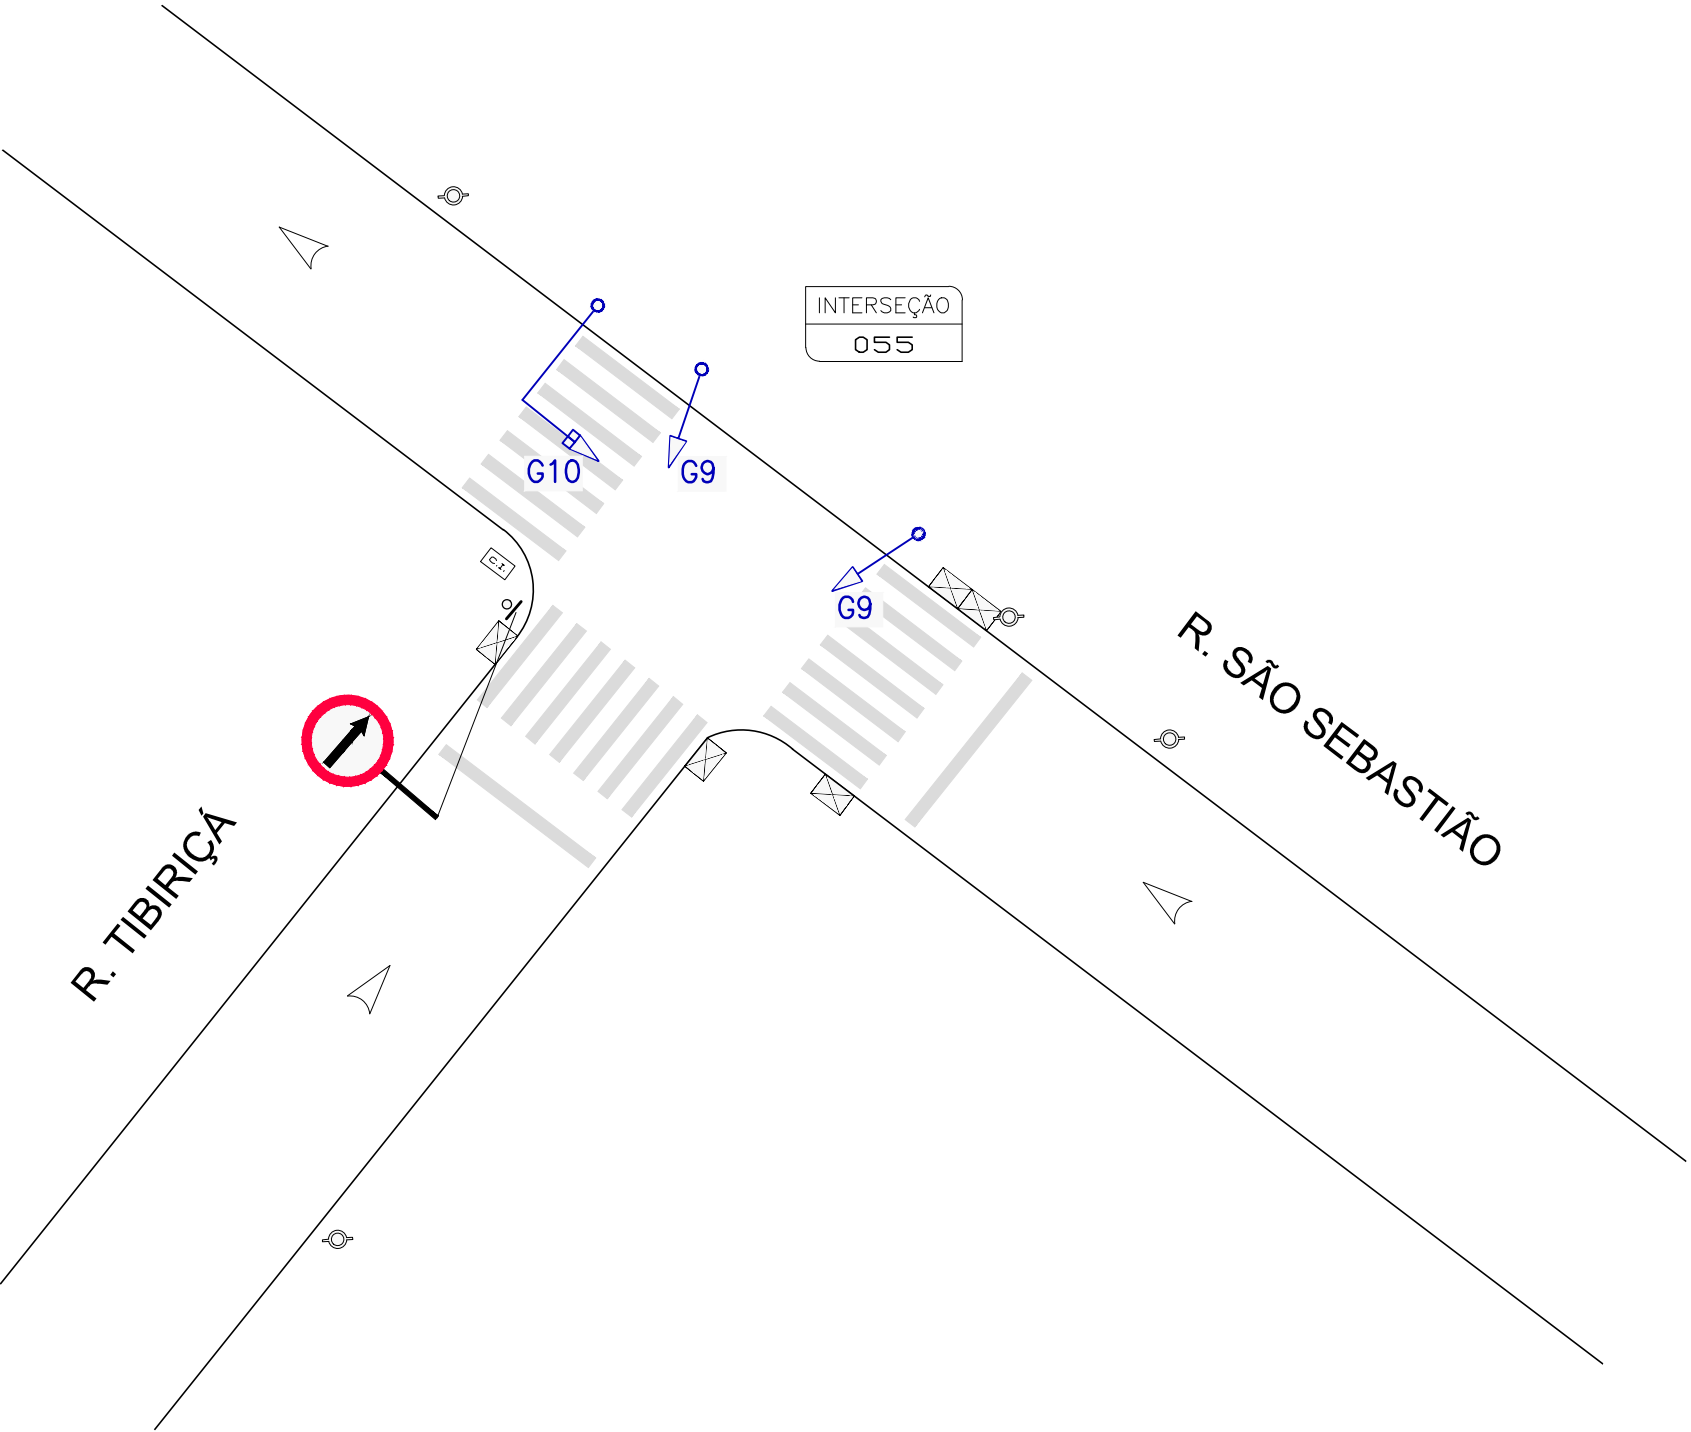 INTERSEÇÃO
055
G10
G9
G9
C.I.
R. SÃO SEBASTIÃO
R. TIBIRIÇÁ